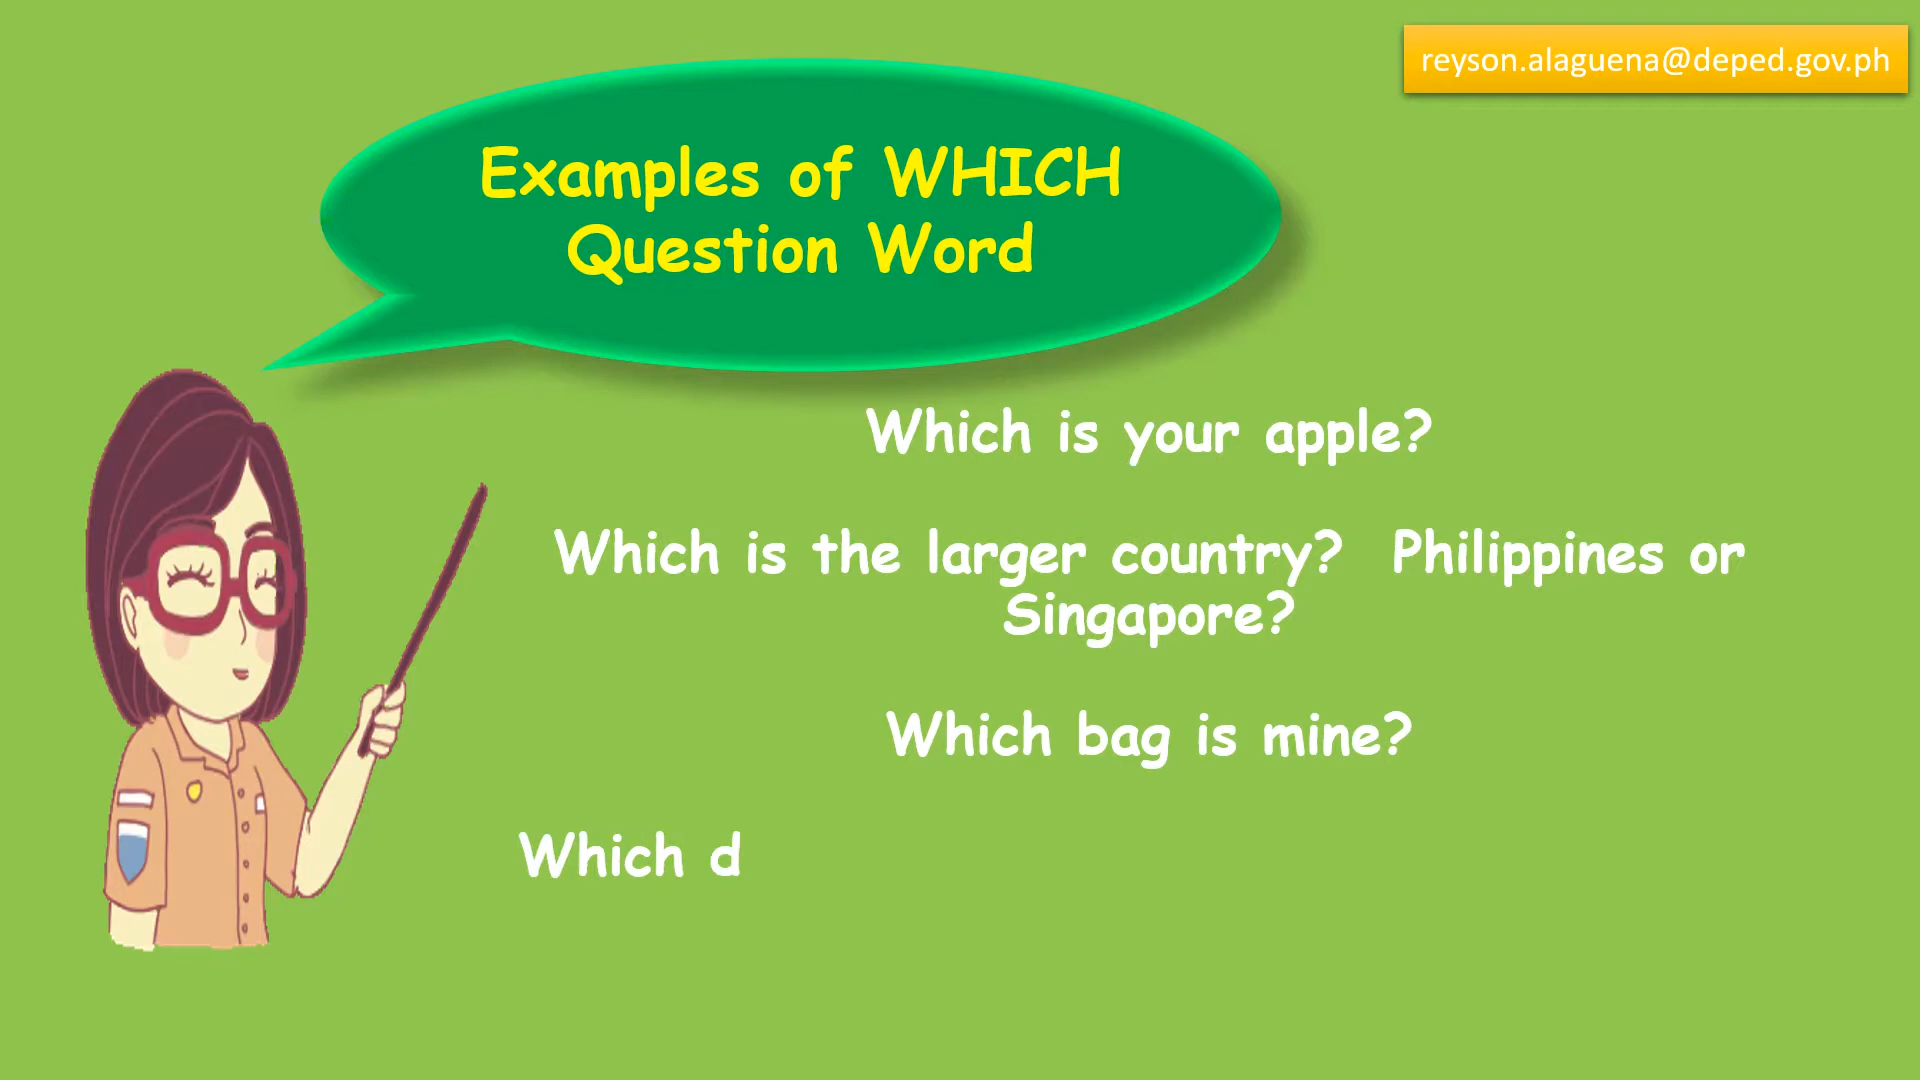 reyson.alaguena@deped.gov.ph
Examples of WHICH
Question Word
Which is your apple?
Which is the larger country? Philippines or
Singapore?
Which bag is mine?
Which d